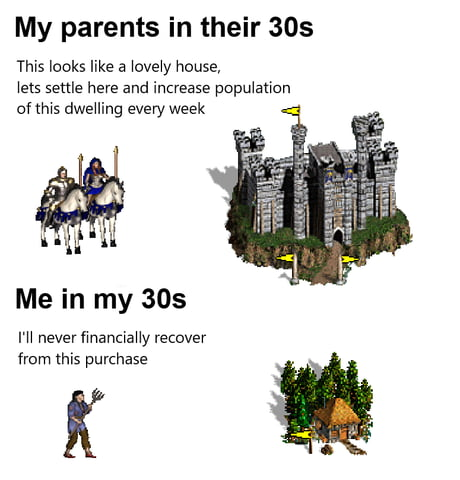 My parents in their 30s
This looks like a lovely house,
lets settle here and increase population
of this dwelling every week
Me in my 30s
I'll never financially recover
from this purchase